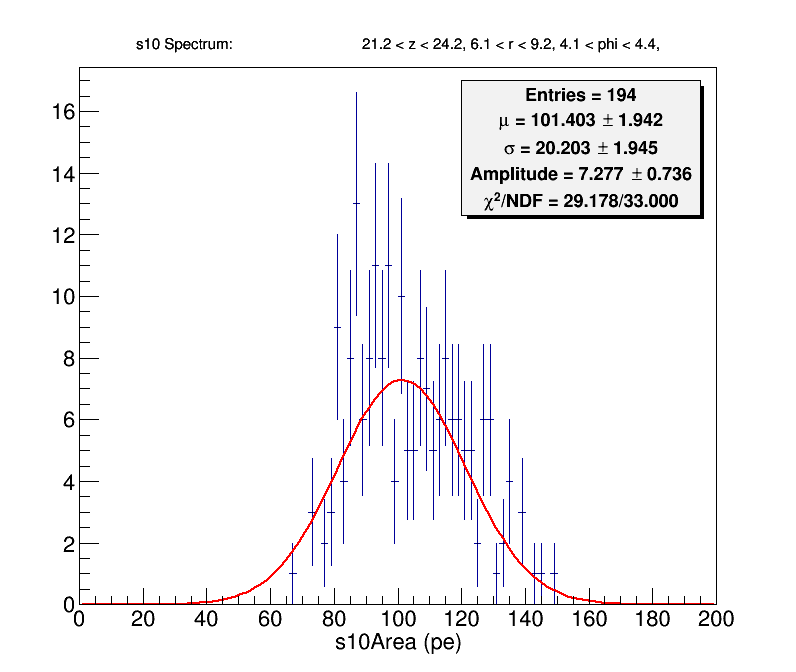 s10 Spectrum: 21.2 < z < 24.2, 6.1 < r < 9.2, 4.1 < phi < 4.4,
Entries = 194
μ = 101.403 ± 1.942
σ = 20.203 ± 1.945
Amplitude = 7.277 ± 0.736
χ²/NDF = 29.178/33.000
16
14
12
10
8
6
4
2
0
0 20 40 60 80 100 120 140 160 180 200
s10Area (pe)